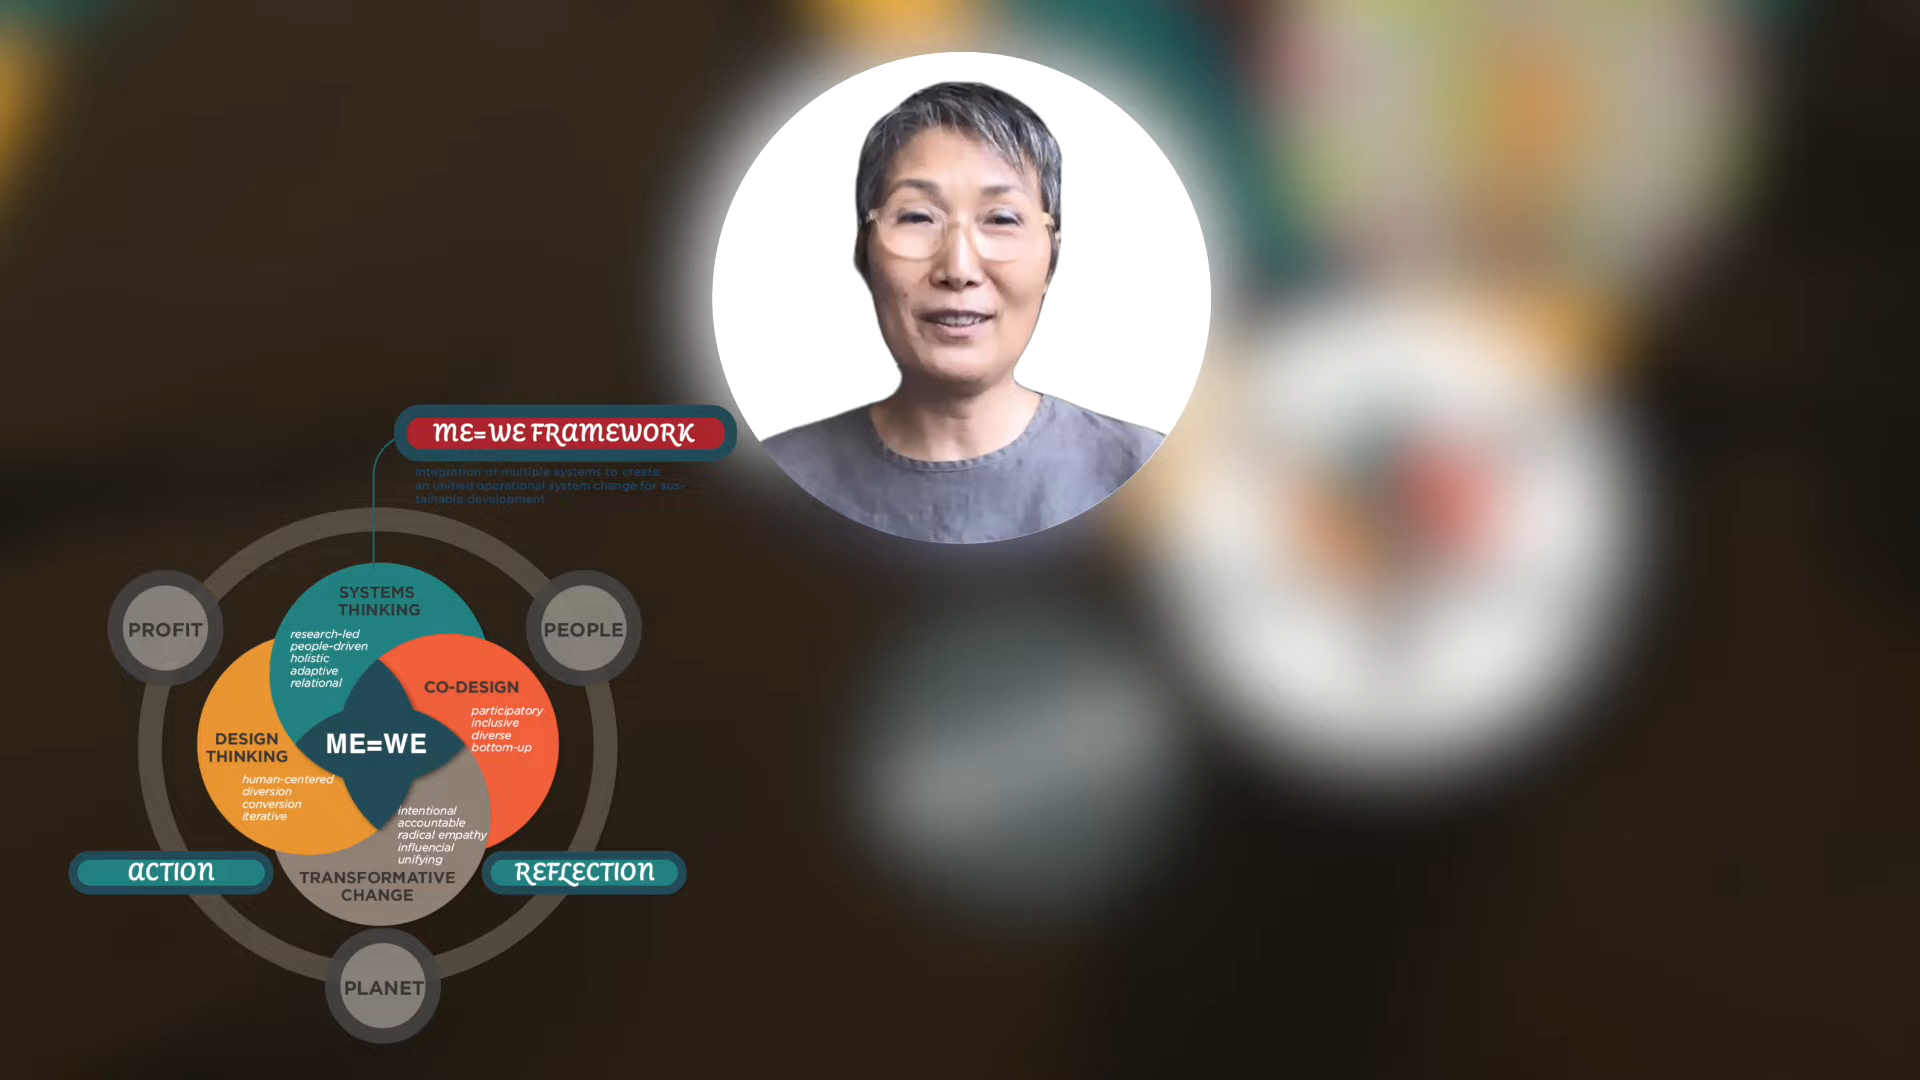 ME=WE FRAMEWORK
Integration of multiple systems to create
an unified operational system change for sus-
tainable development
PROFIT
PEOPLE
SYSTEMS
THINKING
research-led
people-driven
holistic
adaptive
relational
CO-DESIGN
participatory
inclusive
diverse
bottom-up
ME=WE
DESIGN
THINKING
human-centered
diversion
conversion
iterative
intentional
accountable
radical empathy
influencial
unifying
TRANSFORMATIVE
CHANGE
ACTION
REFLECTION
PLANET